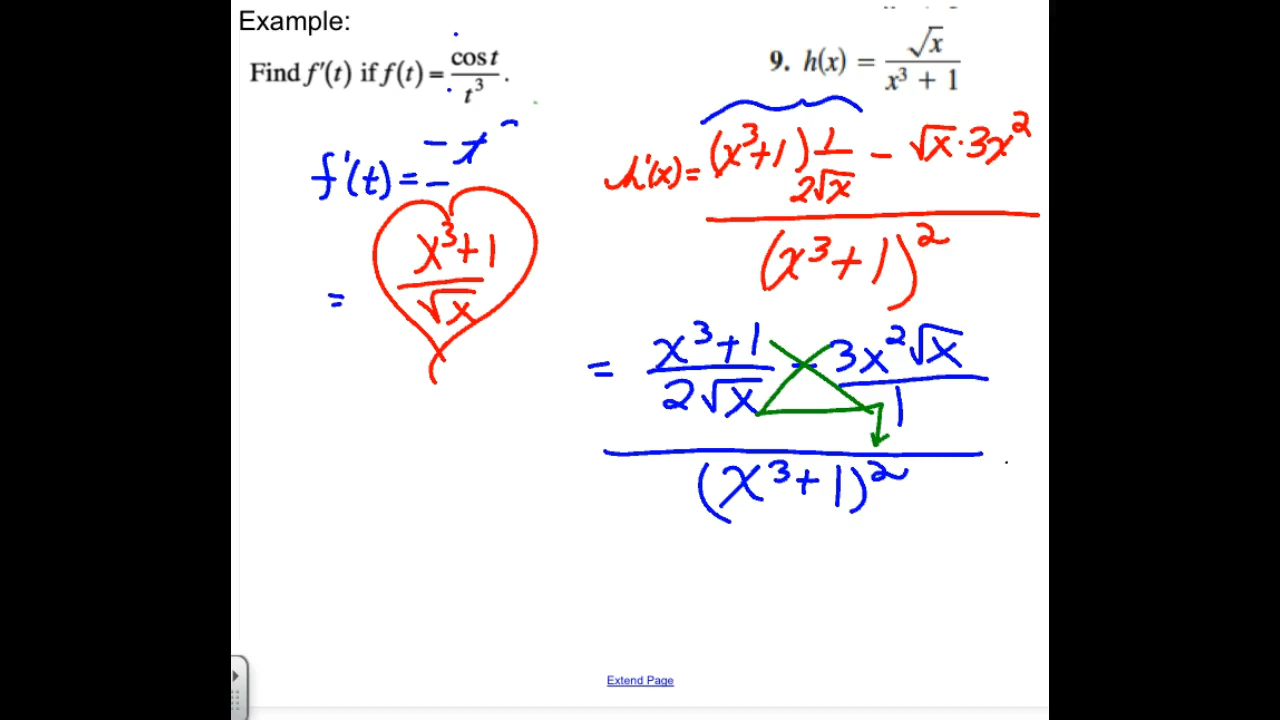 Example:
Find f'(t) if f(t) = cos t / t³ .
f'(t) =
= x³+1 / √x
9. h(x) = √x / x³ + 1
h'(x) = (x³+1) 1 / 2√x − √x · 3x²
(x³+1)²
= x³+1 / 2√x − 3x²√x / 1
(x³+1)²
Extend Page